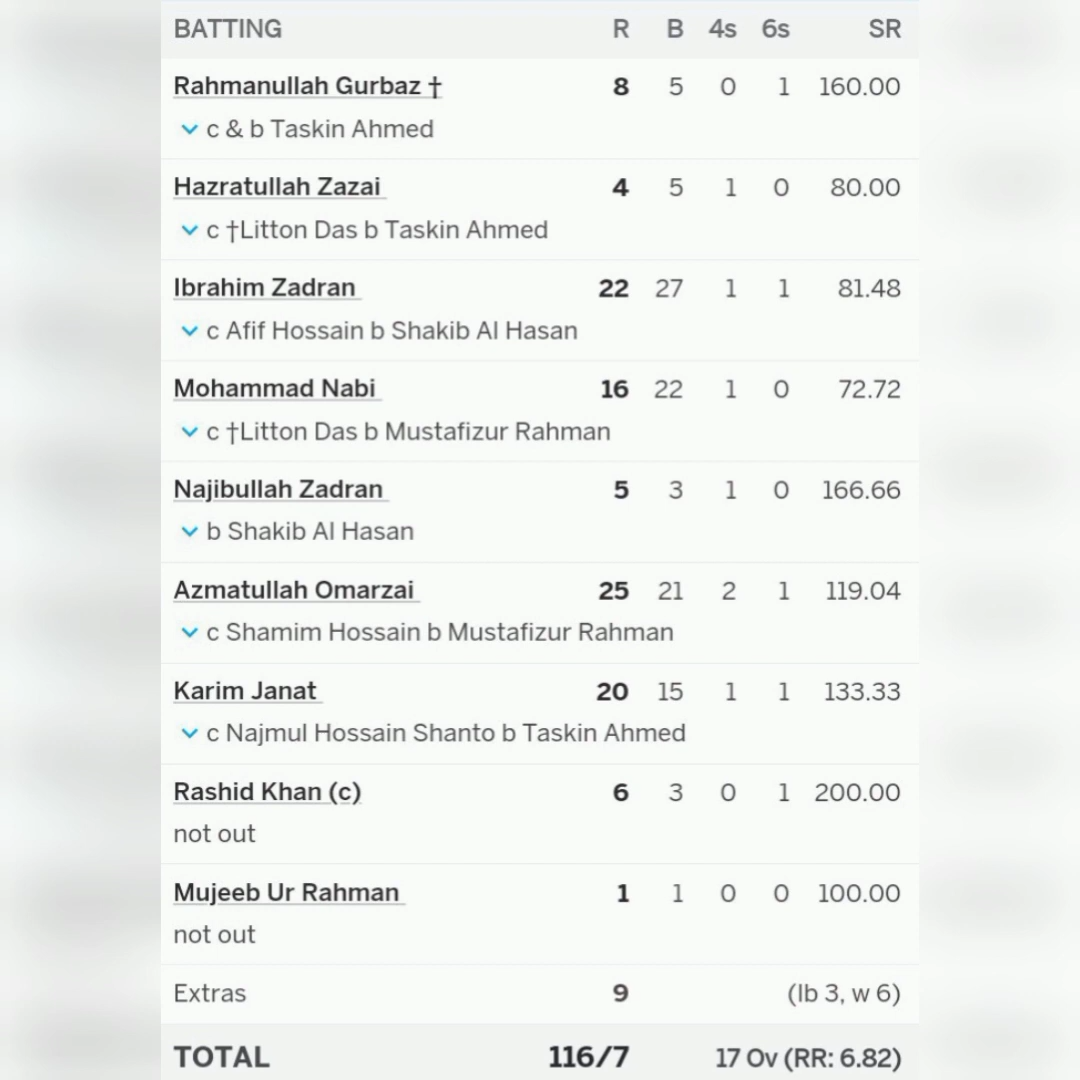 BATTING R B 4s 6s SR
Rahmanullah Gurbaz † 8 5 0 1 160.00
c & b Taskin Ahmed
Hazratullah Zazai 4 5 1 0 80.00
c †Litton Das b Taskin Ahmed
Ibrahim Zadran 22 27 1 1 81.48
c Afif Hossain b Shakib Al Hasan
Mohammad Nabi 16 22 1 0 72.72
c †Litton Das b Mustafizur Rahman
Najibullah Zadran 5 3 1 0 166.66
b Shakib Al Hasan
Azmatullah Omarzai 25 21 2 1 119.04
c Shamim Hossain b Mustafizur Rahman
Karim Janat 20 15 1 1 133.33
c Najmul Hossain Shanto b Taskin Ahmed
Rashid Khan (c) 6 3 0 1 200.00
not out
Mujeeb Ur Rahman 1 1 0 0 100.00
not out
Extras 9 (lb 3, w 6)
TOTAL 116/7 17 Ov (RR: 6.82)